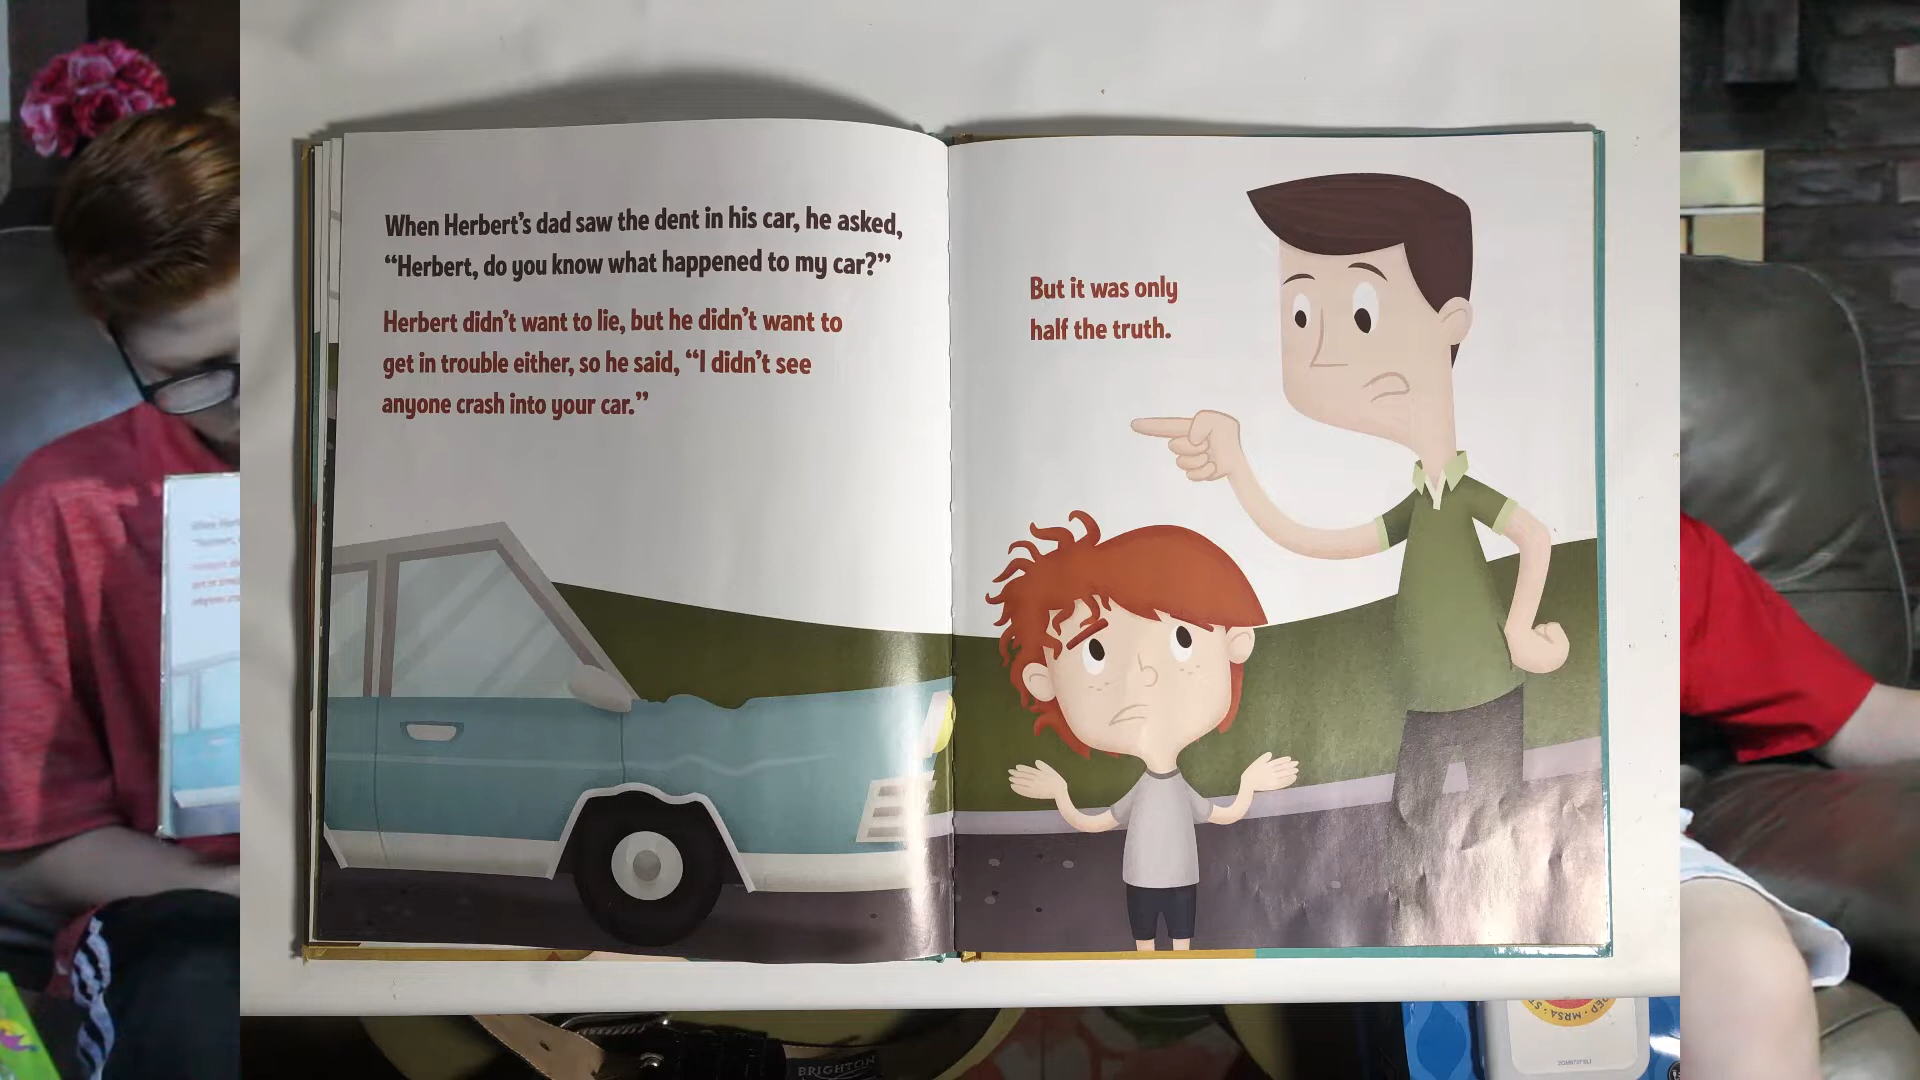 When Herbert's dad saw the dent in his car, he asked,
“Herbert, do you know what happened to my car?”
Herbert didn't want to lie, but he didn't want to
get in trouble either, so he said, “I didn't see
anyone crash into your car.”
But it was only
half the truth.
BRIGHTON
MRSA